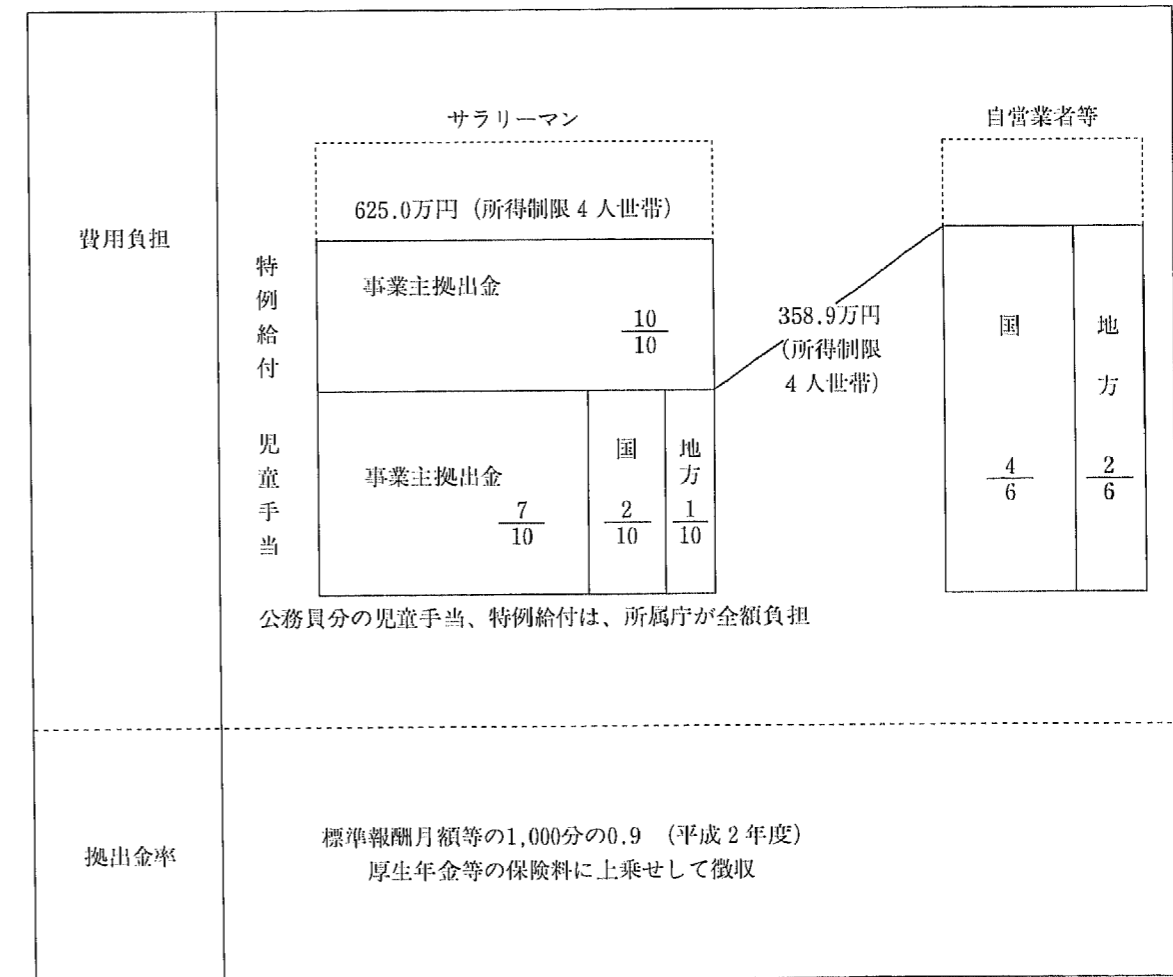 費用負担
サラリーマン
625.0万円（所得制限4人世帯）
特例給付
事業主拠出金
10
10
児童手当
事業主拠出金
7
10
国
2
10
地方
1
10
358.9万円
（所得制限
4人世帯）
自営業者等
国
4
6
地方
2
6
公務員分の児童手当、特例給付は、所属庁が全額負担
拠出金率
標準報酬月額等の1,000分の0.9　（平成2年度）
厚生年金等の保険料に上乗せして徴収